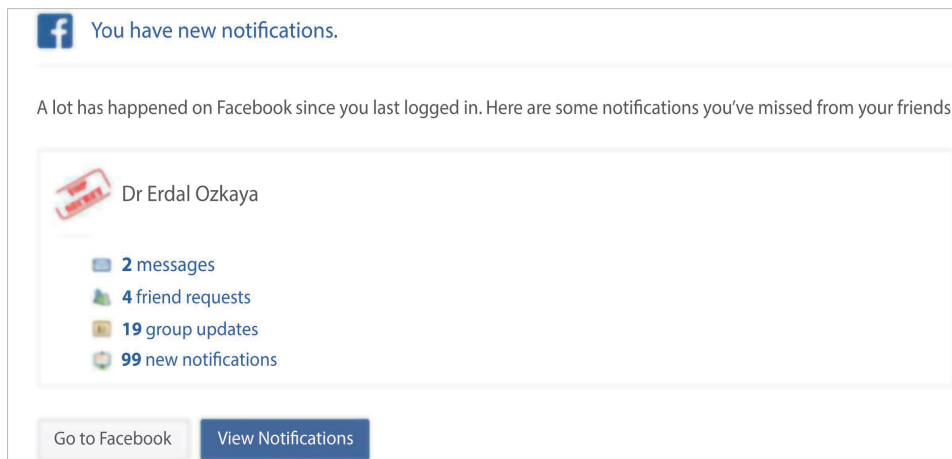 You have new notifications.
A lot has happened on Facebook since you last logged in. Here are some notifications you've missed from your friends
TOP
SECRET
Dr Erdal Ozkaya
2 messages
4 friend requests
19 group updates
99 new notifications
Go to Facebook
View Notifications